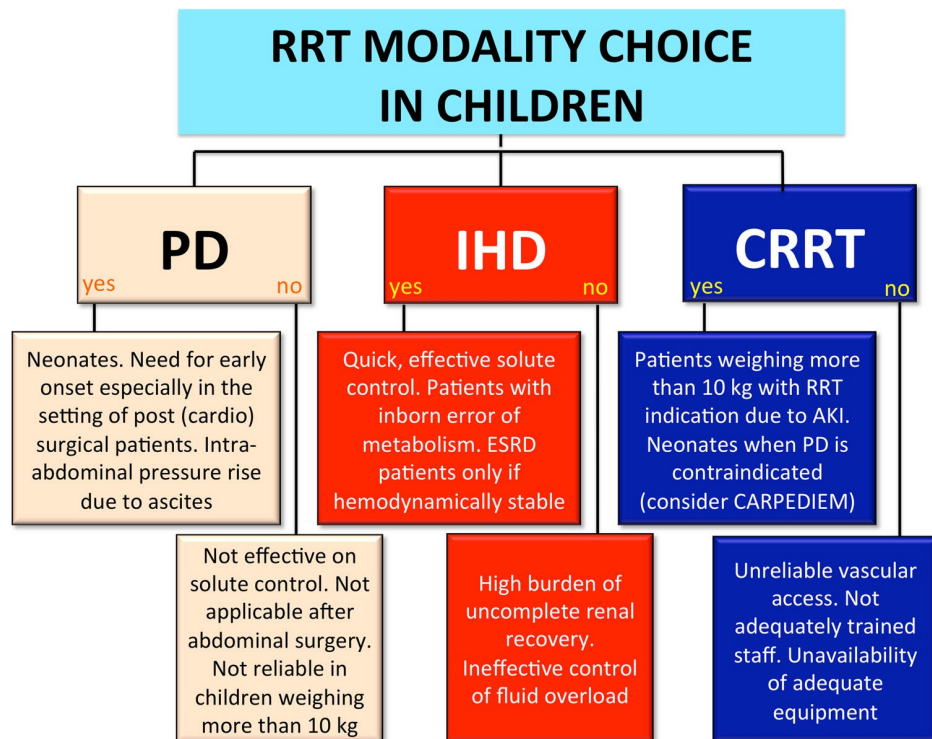 RRT MODALITY CHOICE
IN CHILDREN
PD
yes
no
IHD
yes
no
CRRT
yes
no
Neonates. Need for early
onset especially in the
setting of post (cardio)
surgical patients. Intra-
abdominal pressure rise
due to ascites
Quick, effective solute
control. Patients with
inborn error of
metabolism. ESRD
patients only if
hemodynamically stable
Patients weighing more
than 10 kg with RRT
indication due to AKI.
Neonates when PD is
contraindicated
(consider CARPEDIEM)
Not effective on
solute control. Not
applicable after
abdominal surgery.
Not reliable in
children weighing
more than 10 kg
High burden of
uncomplete renal
recovery.
Ineffective control
of fluid overload
Unreliable vascular
access. Not
adequately trained
staff. Unavailability
of adequate
equipment